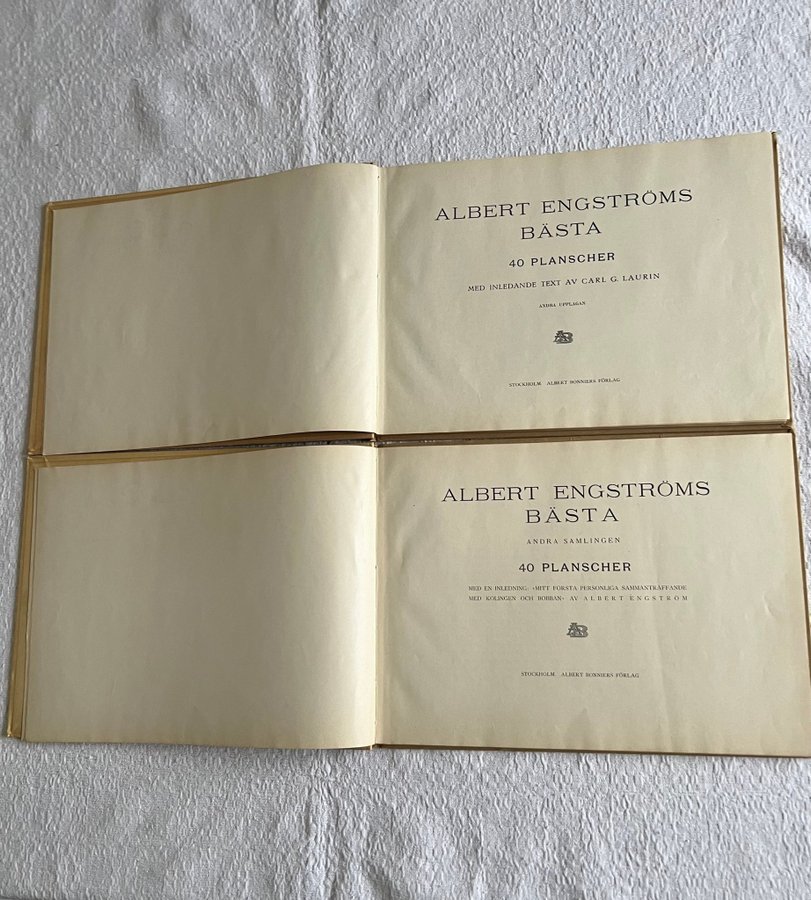 ALBERT ENGSTRÖMS
BÄSTA
40 PLANSCHER
MED INLEDANDE TEXT AV CARL G. LAURIN
ANDRA UPPLAGAN
STOCKHOLM ALBERT BONNIERS FÖRLAG
ALBERT ENGSTRÖMS
BÄSTA
ANDRA SAMLINGEN
40 PLANSCHER
MED EN INLEDNING: »MITT FÖRSTA PERSONLIGA SAMMANTRÄFFANDE
MED KOLINGEN OCH BOBBAN» AV ALBERT ENGSTRÖM
STOCKHOLM ALBERT BONNIERS FÖRLAG